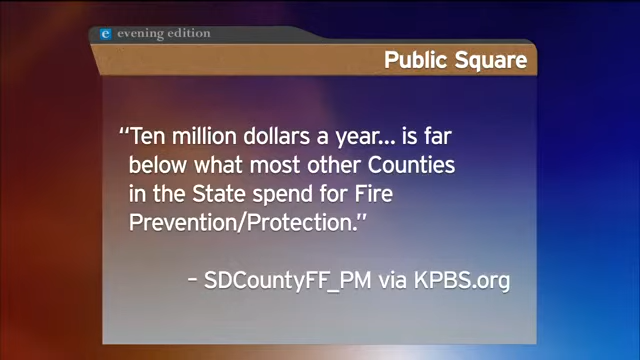 e evening edition
Public Square
“Ten million dollars a year... is far
below what most other Counties
in the State spend for Fire
Prevention/Protection.”
– SDCountyFF_PM via KPBS.org